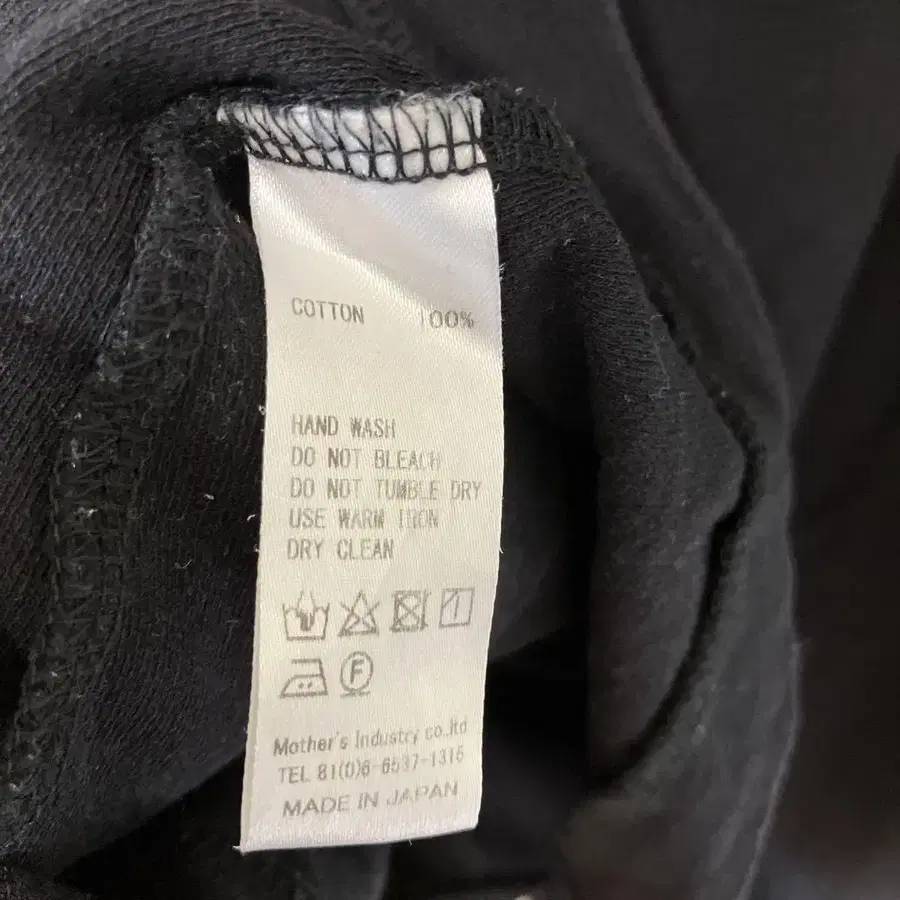 COTTON 100%
HAND WASH
DO NOT BLEACH
DO NOT TUMBLE DRY
USE WARM IRON
DRY CLEAN
F
Mother's Industry co.,ltd
TEL 81(0)6-6537-1315
MADE IN JAPAN